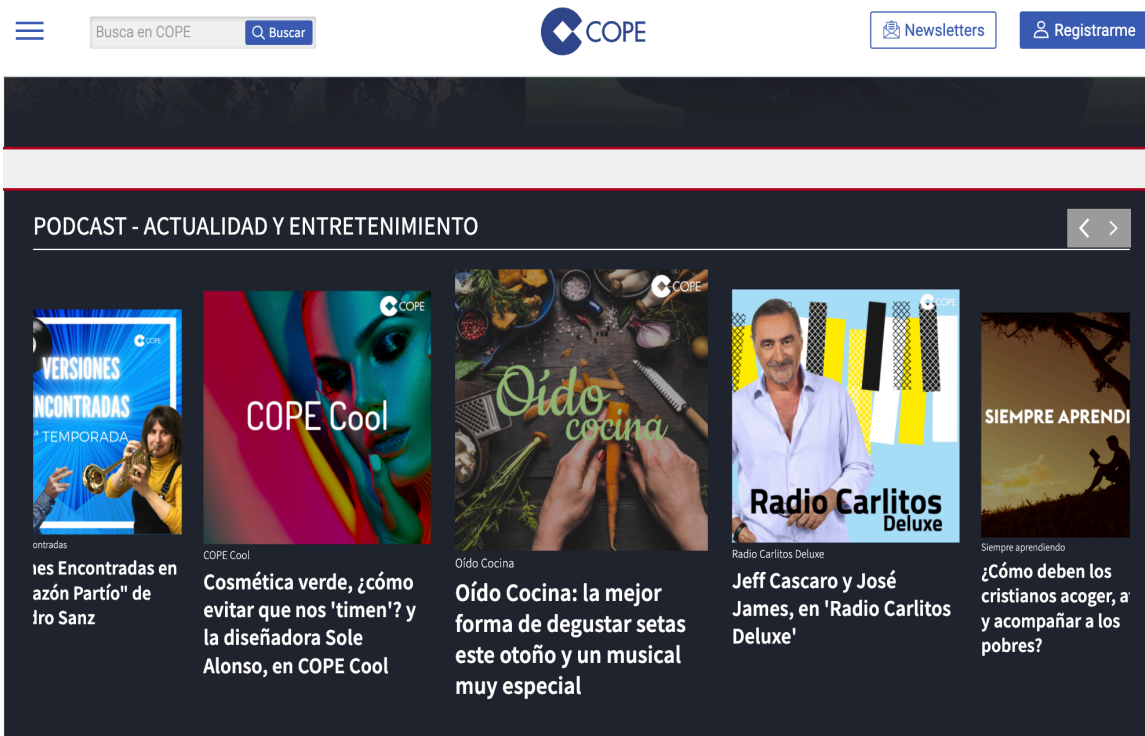 Busca en COPE
Buscar
COPE
Newsletters
Registrarme
PODCAST - ACTUALIDAD Y ENTRETENIMIENTO
COPE
VERSIONES
NCONTRADAS
TEMPORADA
ontradas
nes Encontradas en
azón Partío" de
dro Sanz
COPE
COPE Cool
COPE Cool
Cosmética verde, ¿cómo
evitar que nos 'timen'? y
la diseñadora Sole
Alonso, en COPE Cool
COPE
Oído
cocina
Oído Cocina
Oído Cocina: la mejor
forma de degustar setas
este otoño y un musical
muy especial
COPE
Radio Carlitos
Deluxe
Radio Carlitos Deluxe
Jeff Cascaro y José
James, en 'Radio Carlitos
Deluxe'
SIEMPRE APRENDI
Siempre aprendiendo
¿Cómo deben los
cristianos acoger, a
y acompañar a los
pobres?